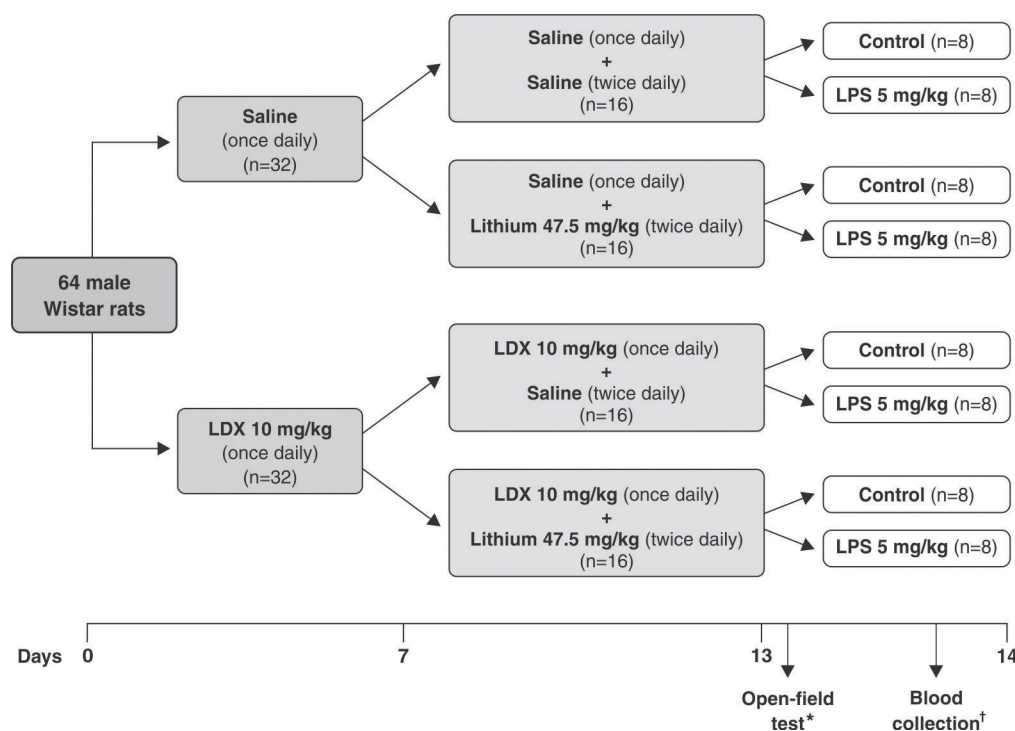 64 male
Wistar rats
Saline
(once daily)
(n=32)
LDX 10 mg/kg
(once daily)
(n=32)
Saline (once daily)
+
Saline (twice daily)
(n=16)
Saline (once daily)
+
Lithium 47.5 mg/kg (twice daily)
(n=16)
LDX 10 mg/kg (once daily)
+
Saline (twice daily)
(n=16)
LDX 10 mg/kg (once daily)
+
Lithium 47.5 mg/kg (twice daily)
(n=16)
Control (n=8)
LPS 5 mg/kg (n=8)
Control (n=8)
LPS 5 mg/kg (n=8)
Control (n=8)
LPS 5 mg/kg (n=8)
Control (n=8)
LPS 5 mg/kg (n=8)
Days 0 7 13 14
Open-field
test*
Blood
collection†